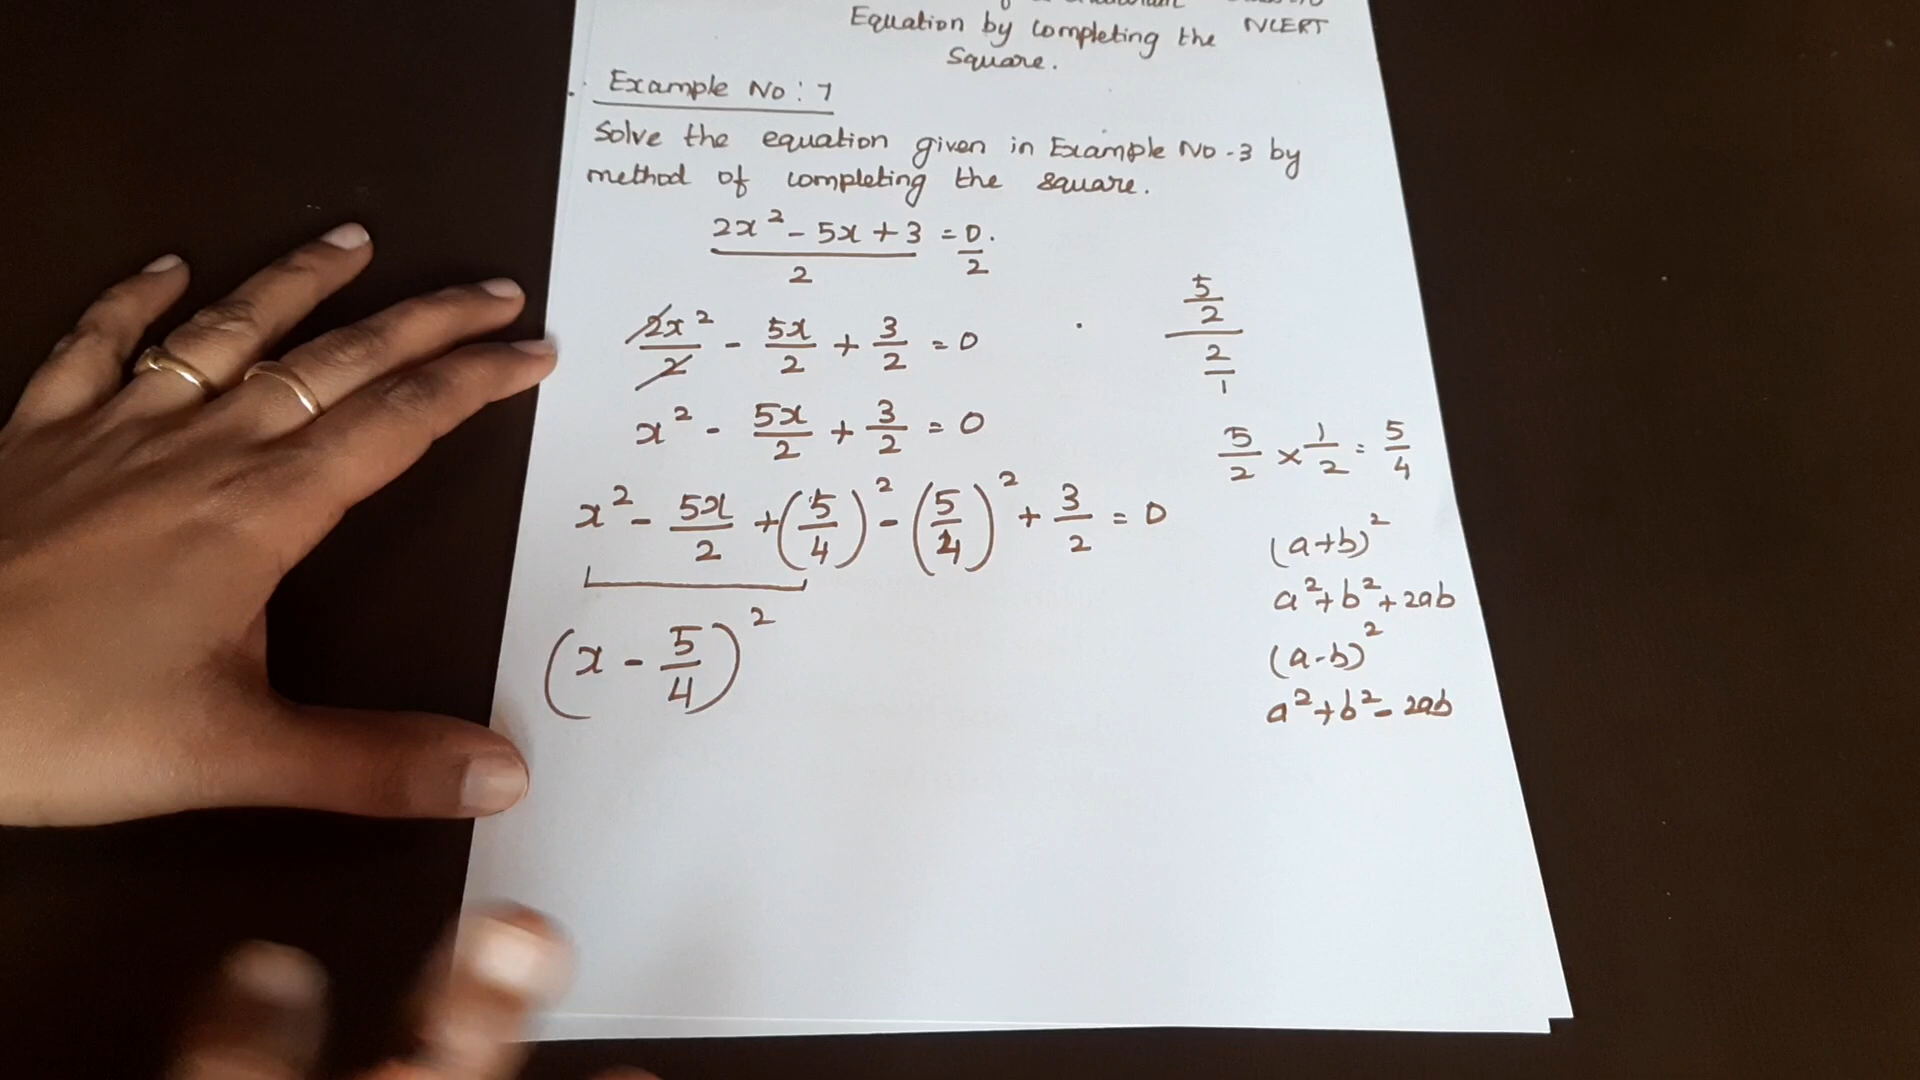 Equation by completing the NCERT
Square.
Example No: 7
Solve the equation given in Example No-3 by
method of completing the square.
2x² - 5x + 3 / 2 = 0. / 2
2x²/2 - 5x/2 + 3/2 = 0
x² - 5x/2 + 3/2 = 0
x² - 5x/2 + (5/4)² - (5/4)² + 3/2 = 0
(x - 5/4)²
5/2 / 2/1
5/2 × 1/2 = 5/4
(a+b)²
a²+b²+2ab
(a-b)²
a²+b²-2ab